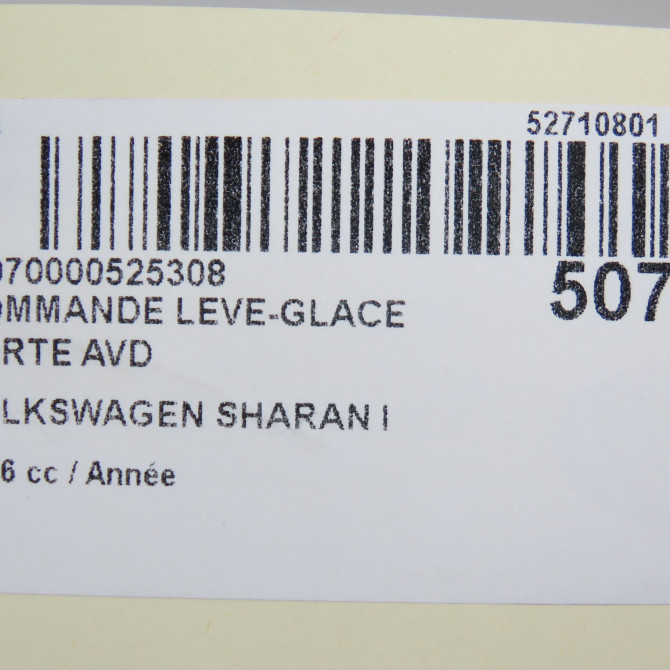 52710801
070000525308
507
OMMANDE LEVE-GLACE
RTE AVD
LKSWAGEN SHARAN I
6 cc / Année